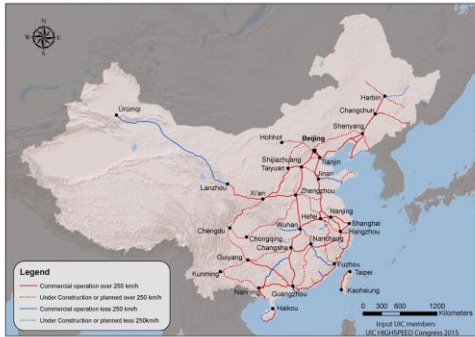 N
W
E
S
Harbin
Changchun
Ürümqi
Shenyang
Hohhot
Beijing
Tianjin
Shijiazhuang
Taiyuan
Jinan
Lanzhou
Xi'an
Zhengzhou
Nanjing
Hefei
Shanghai
Chengdu
Wuhan
Hangzhou
Chongqing
Nanchang
Changsha
Guiyang
Fuzhou
Kunming
Taipei
Nanning
Guangzhou
Kaohsiung
Haikou
Legend
Commercial operation over 250 km/h
Under Construction or planned over 250 km/h
Commercial operation less 250 km/h
Under Construction or planned less 250km/h
0 300 600 1200
Kilometers
Input UIC members
UIC HIGHSPEED Congress 2015